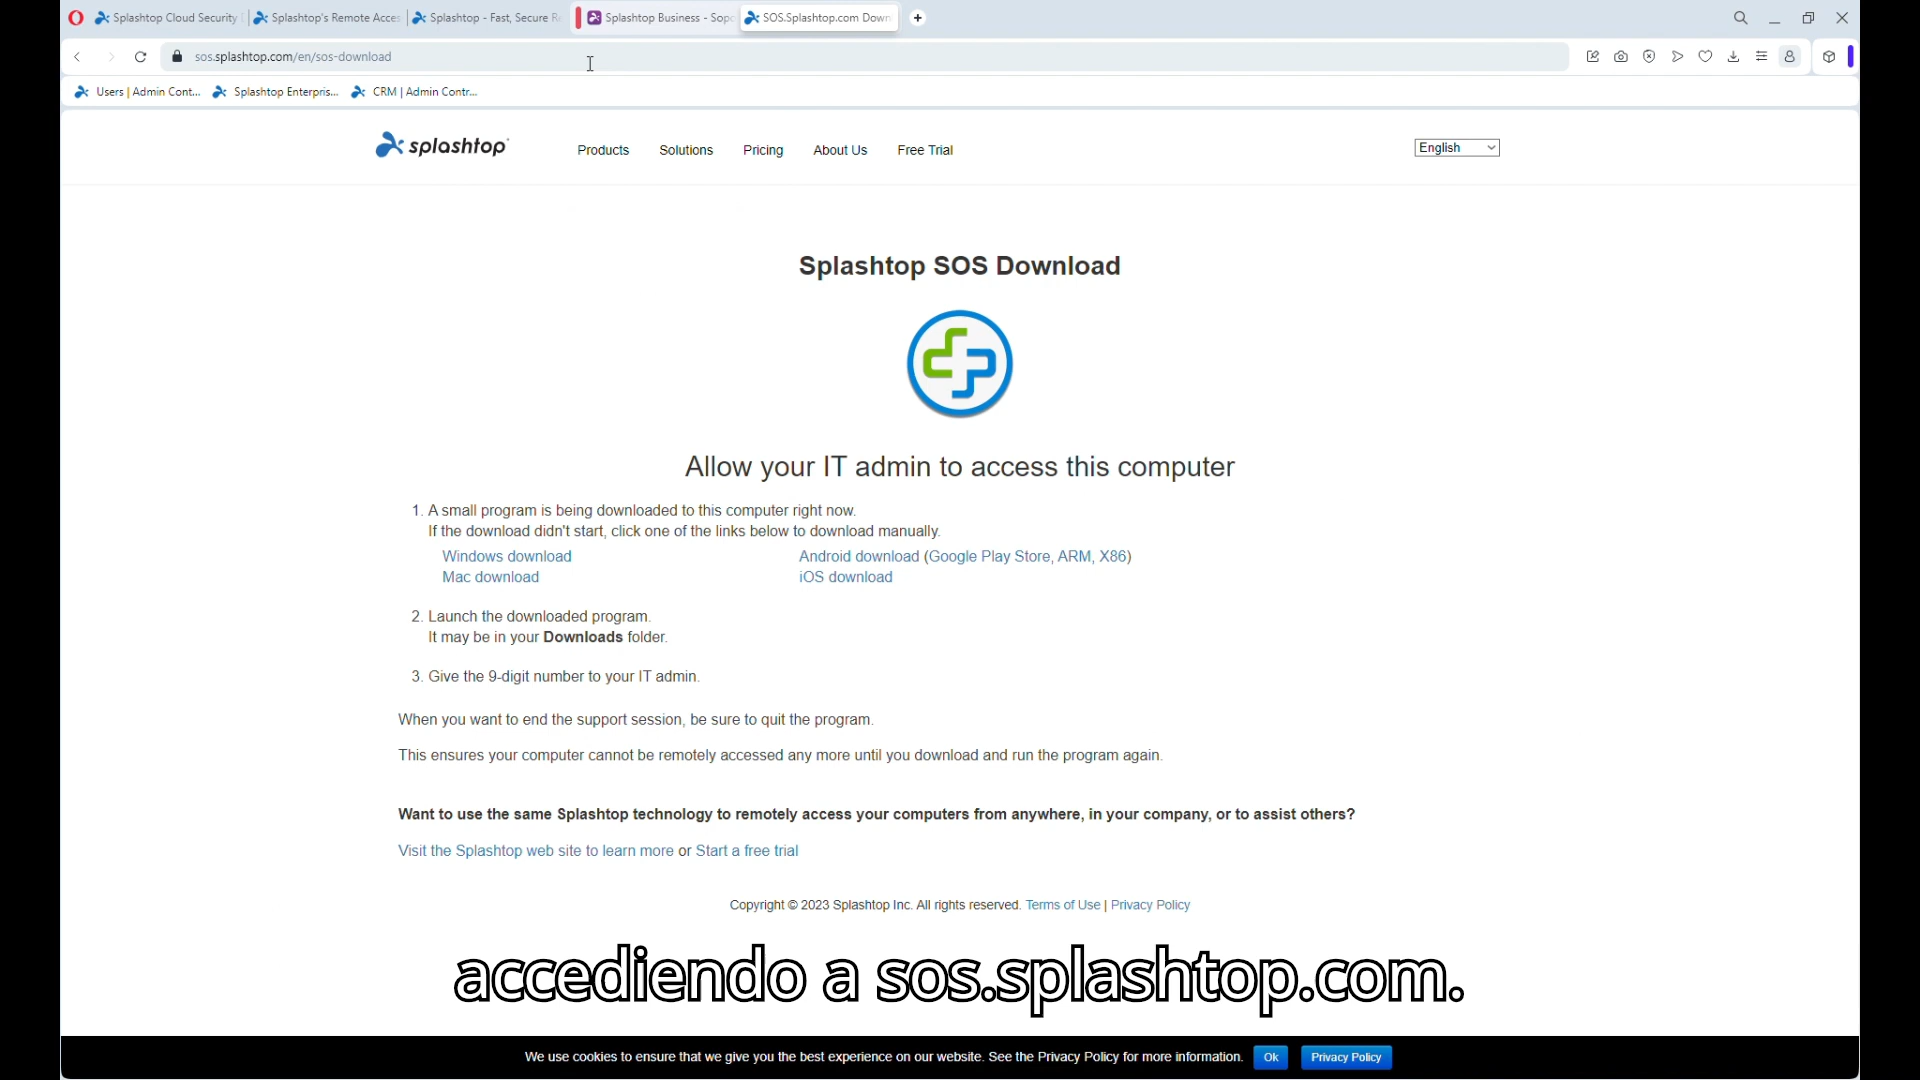 Splashtop Cloud Security
Splashtop's Remote Acces
Splashtop - Fast, Secure Re
Splashtop Business - Sopo
SOS.Splashtop.com Down
sos.splashtop.com/en/sos-download
Users | Admin Cont...
Splashtop Enterpris...
CRM | Admin Contr...
splashtop
Products
Solutions
Pricing
About Us
Free Trial
English
Splashtop SOS Download
Allow your IT admin to access this computer
1. A small program is being downloaded to this computer right now.
If the download didn't start, click one of the links below to download manually.
Windows download
Android download (Google Play Store, ARM, X86)
Mac download
iOS download
2. Launch the downloaded program.
It may be in your Downloads folder.
3. Give the 9-digit number to your IT admin.
When you want to end the support session, be sure to quit the program.
This ensures your computer cannot be remotely accessed any more until you download and run the program again.
Want to use the same Splashtop technology to remotely access your computers from anywhere, in your company, or to assist others?
Visit the Splashtop web site to learn more or Start a free trial
Copyright © 2023 Splashtop Inc. All rights reserved. Terms of Use | Privacy Policy
accediendo a sos.splashtop.com.
We use cookies to ensure that we give you the best experience on our website. See the Privacy Policy for more information.
Ok
Privacy Policy